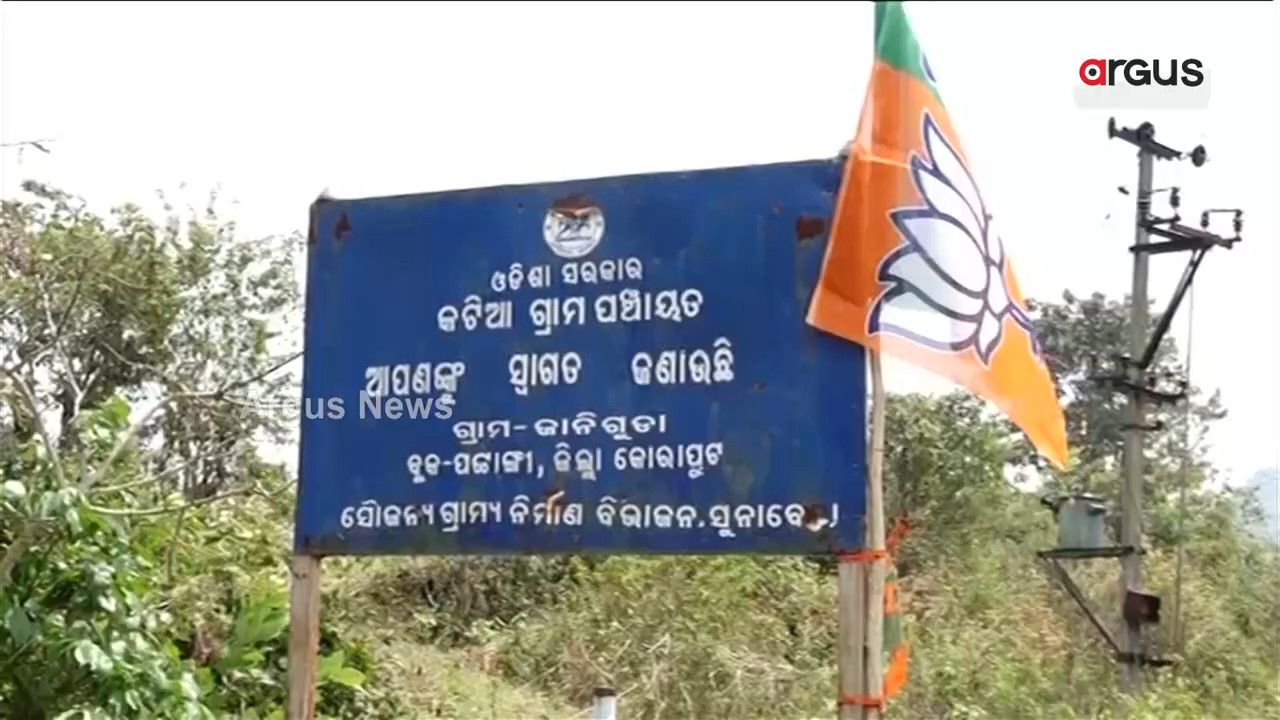 argus
ଓଡିଶା ସରକାର
କଟିଆ ଗ୍ରାମ ପଞ୍ଚାୟତ
ଆପଣଙ୍କୁ ସ୍ଵାଗତ ଜଣାଉଛି
Argus News
ଗ୍ରାମ-ଜାନିଗୁଡା
ବ୍ଲକ-ପଟ୍ଟାଙ୍ଗୀ, ଜିଲ୍ଲା କୋରାପୁଟ
ସୌଜନ୍ୟ ଗ୍ରାମ୍ୟ ନିର୍ମାଣ ବିଭାଜନ.